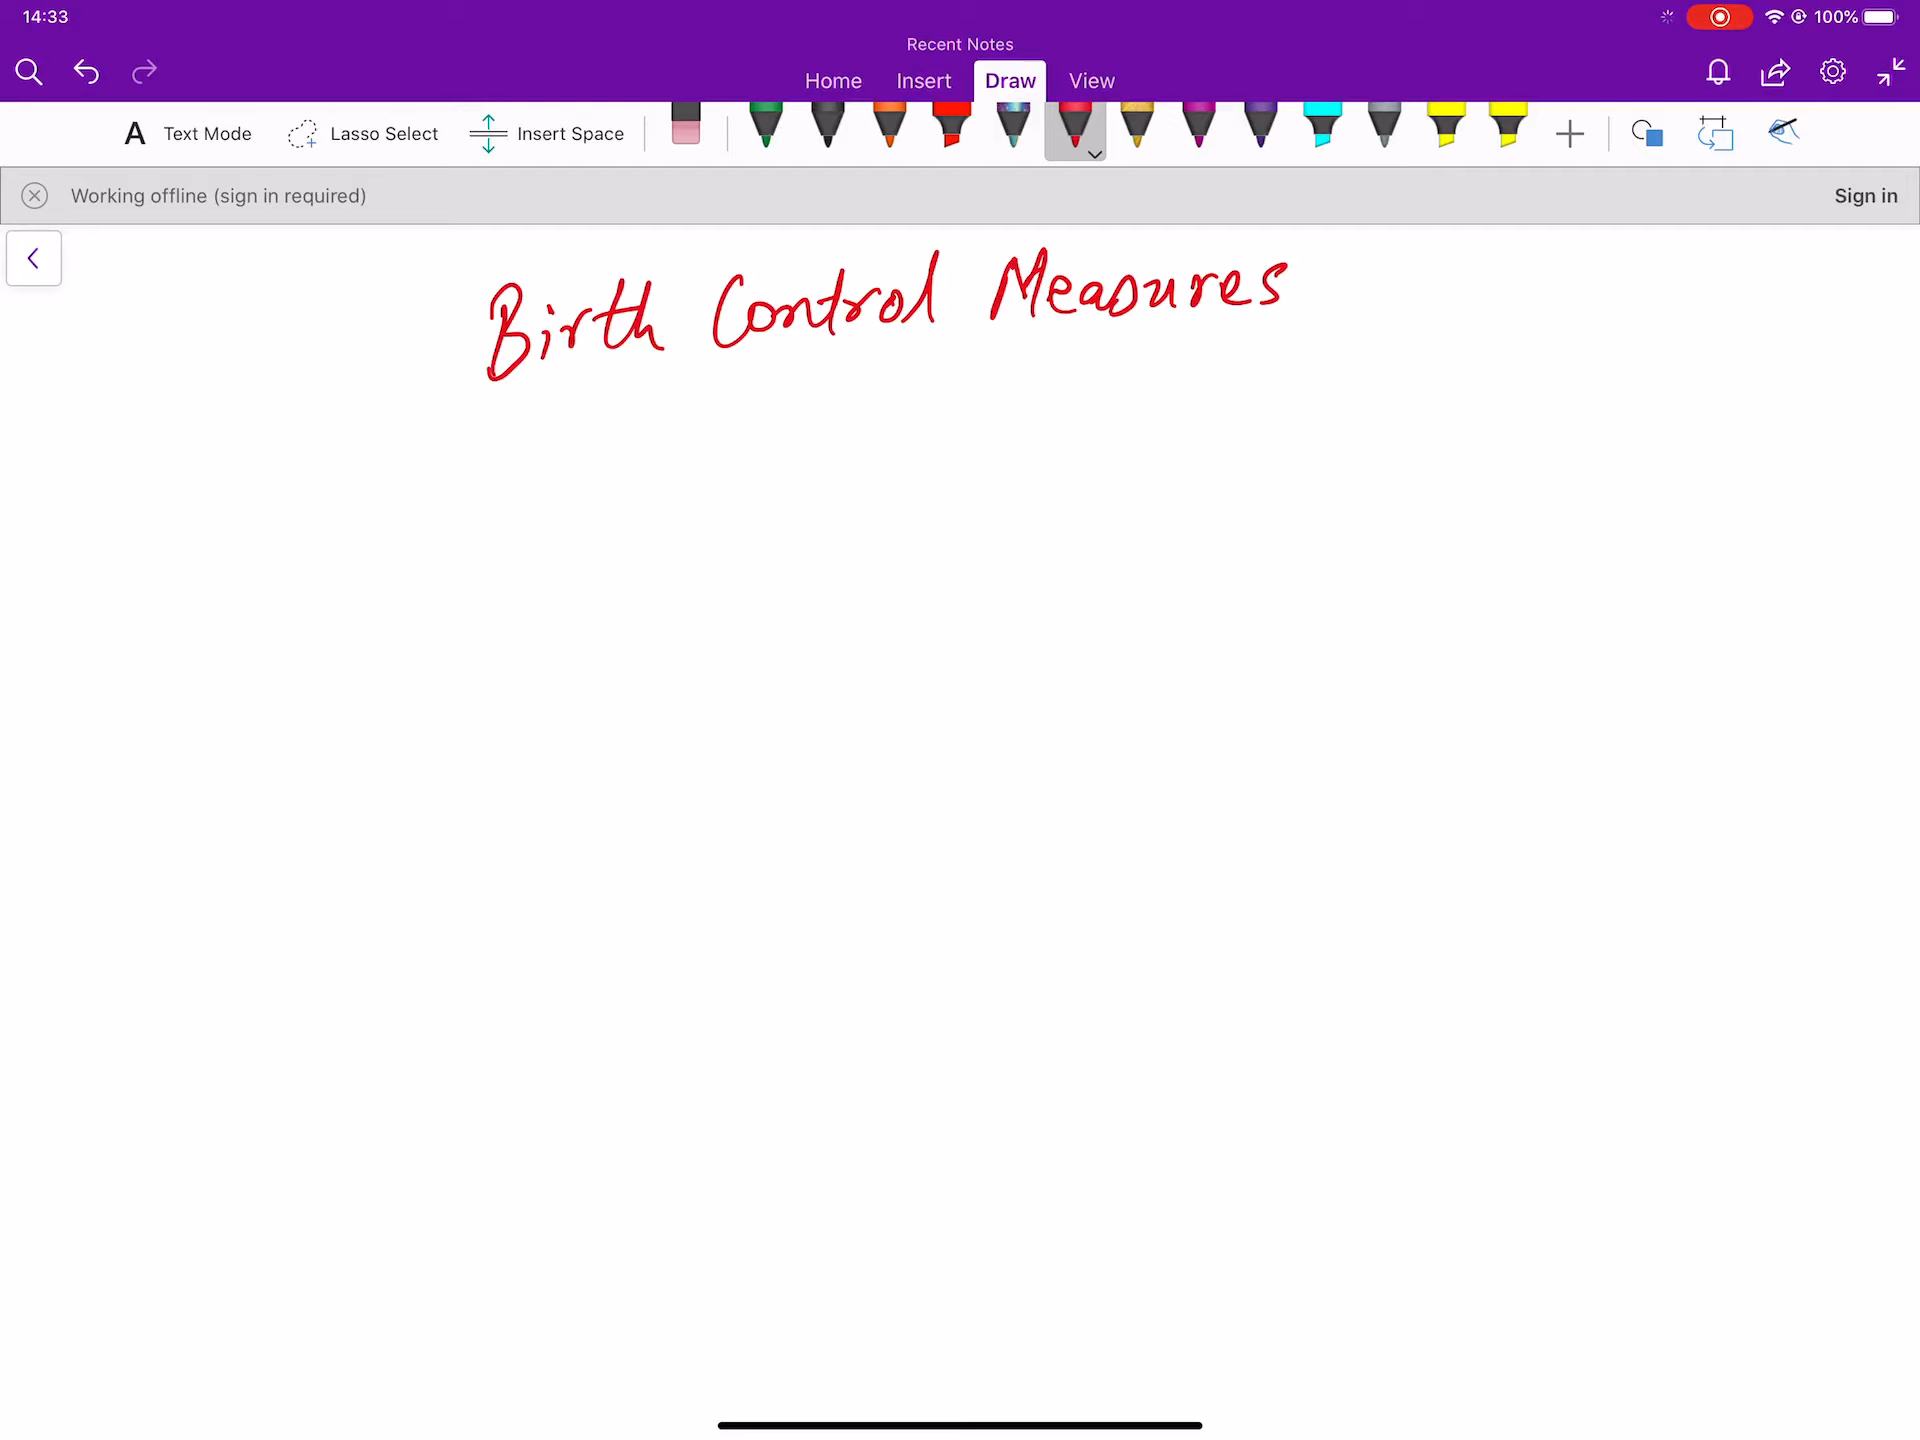 14:33
100%
Recent Notes
Home Insert Draw View
A Text Mode Lasso Select Insert Space
Working offline (sign in required) Sign in
Birth Control Measures